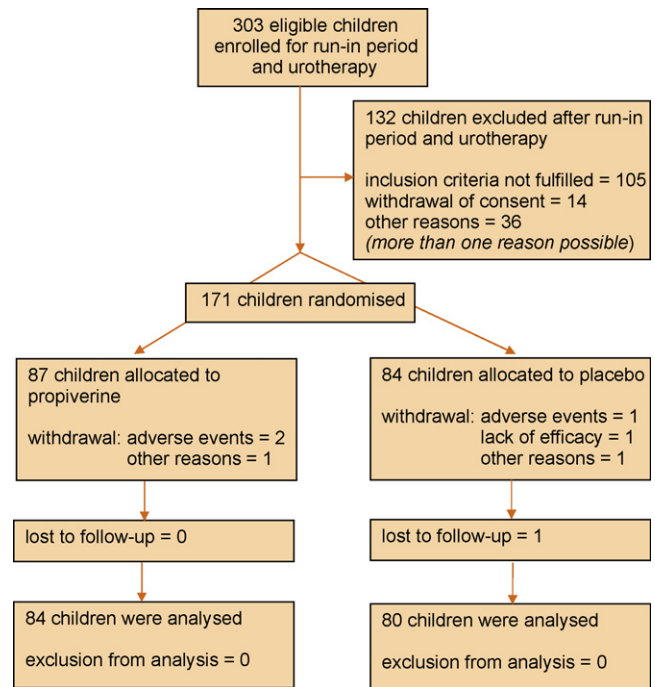 303 eligible children
enrolled for run-in period
and urotherapy
132 children excluded after run-in
period and urotherapy
inclusion criteria not fulfilled = 105
withdrawal of consent = 14
other reasons = 36
(more than one reason possible)
171 children randomised
87 children allocated to
propiverine
withdrawal: adverse events = 2
other reasons = 1
84 children allocated to placebo
withdrawal: adverse events = 1
lack of efficacy = 1
other reasons = 1
lost to follow-up = 0
lost to follow-up = 1
84 children were analysed
exclusion from analysis = 0
80 children were analysed
exclusion from analysis = 0